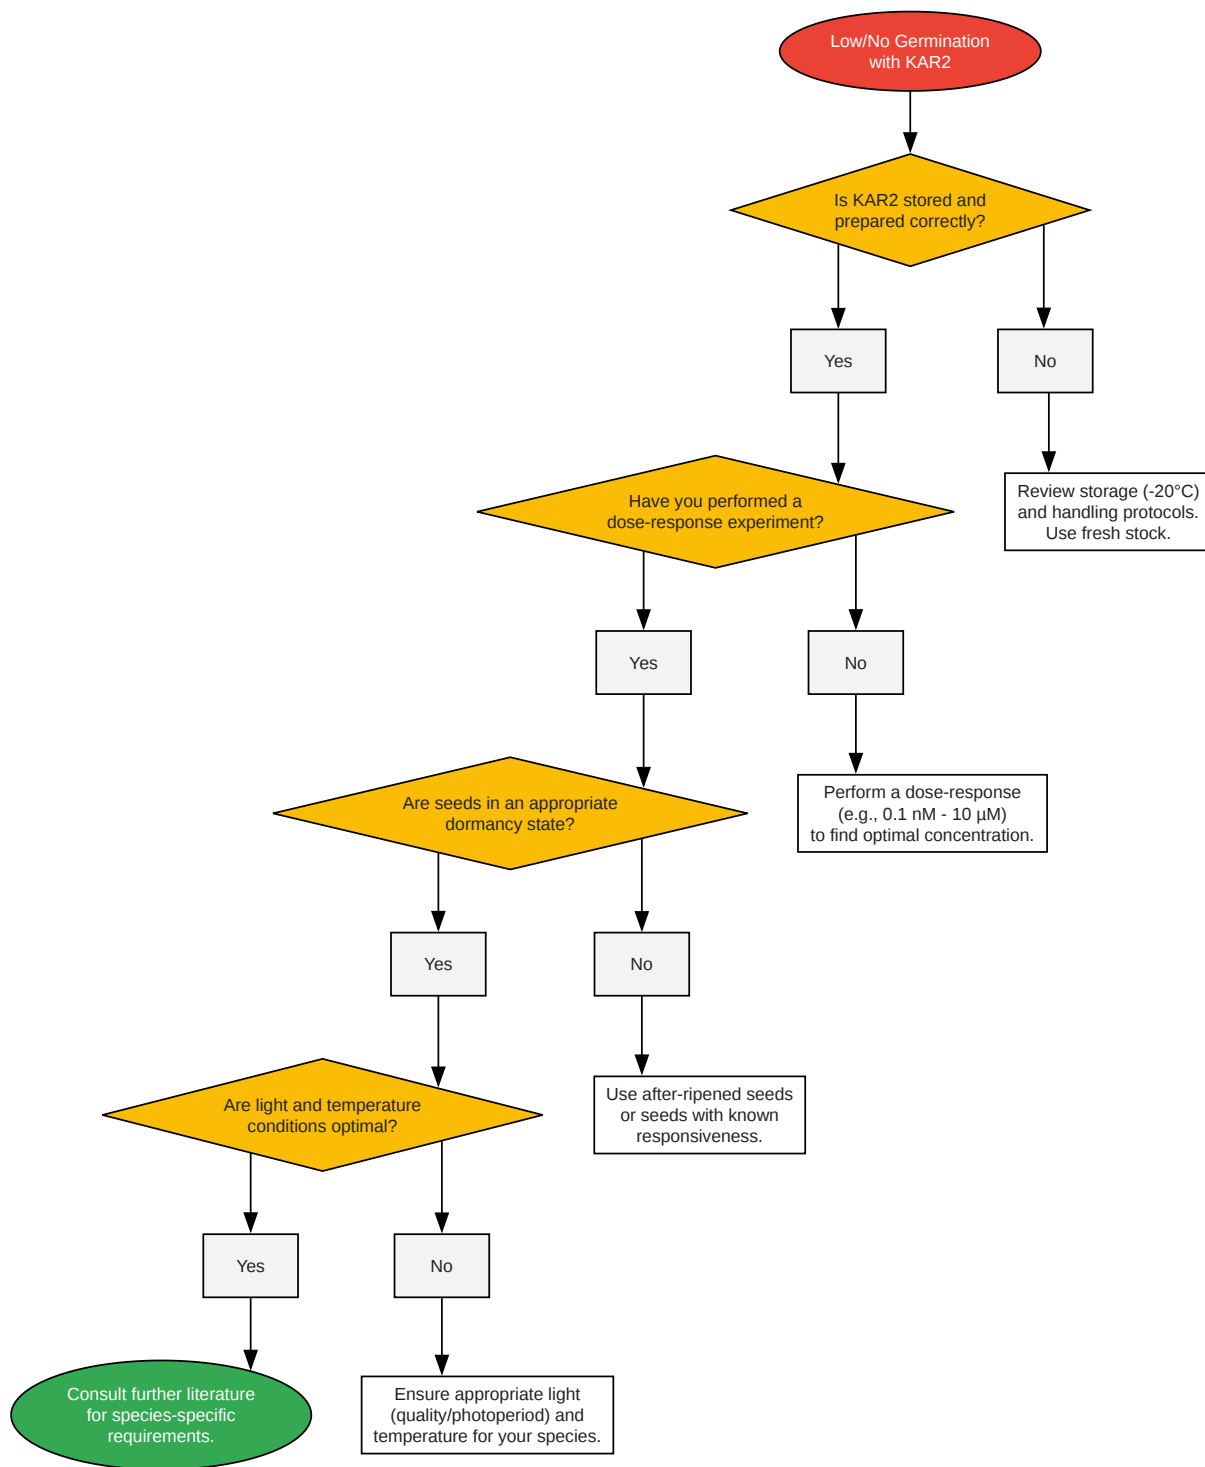 Low/No Germination
with KAR2
Is KAR2 stored and
prepared correctly?
Yes
No
Review storage (-20°C)
and handling protocols.
Use fresh stock.
Have you performed a
dose-response experiment?
Yes
No
Perform a dose-response
(e.g., 0.1 nM - 10 µM)
to find optimal concentration.
Are seeds in an appropriate
dormancy state?
Yes
No
Use after-ripened seeds
or seeds with known
responsiveness.
Are light and temperature
conditions optimal?
Yes
No
Consult further literature
for species-specific
requirements.
Ensure appropriate light
(quality/photoperiod) and
temperature for your species.